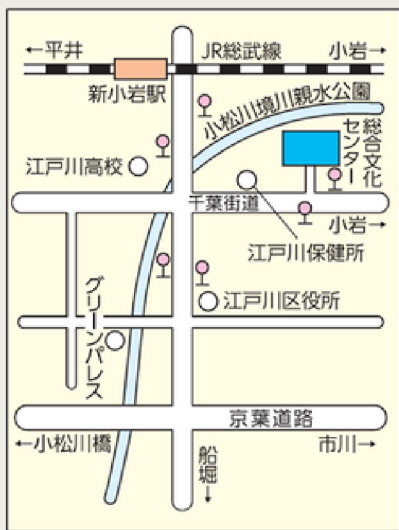 ←平井
JR総武線
小岩→
新小岩駅
小松川境川親水公園
総合文化
センター
江戸川高校
千葉街道
小岩→
江戸川保健所
江戸川区役所
グリーンパレス
京葉道路
←小松川橋
船堀→
市川→